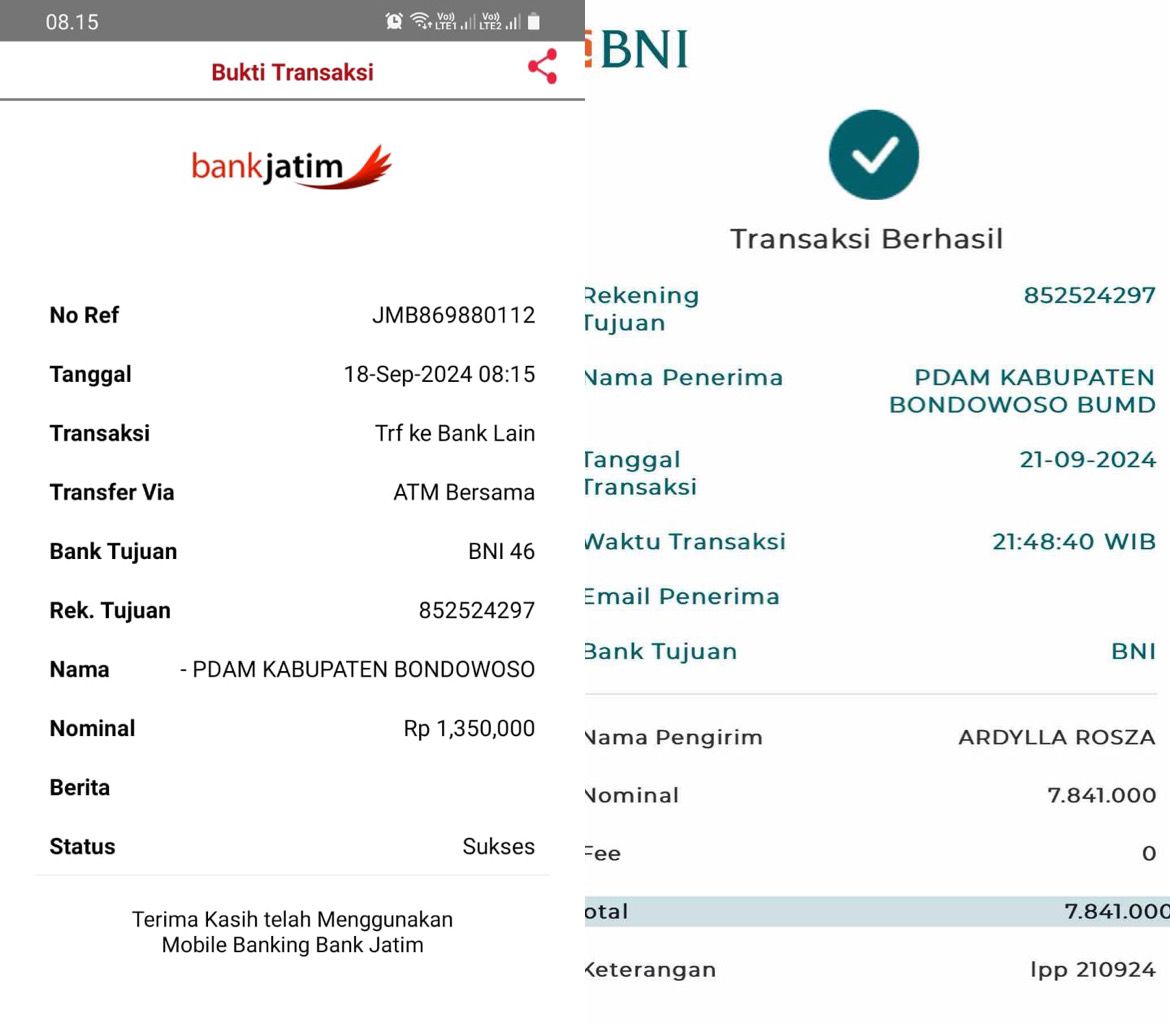 08.15
Vo)) LTE1 Vo)) LTE2
Bukti Transaksi
bankjatim
No Ref JMB869880112
Tanggal 18-Sep-2024 08:15
Transaksi Trf ke Bank Lain
Transfer Via ATM Bersama
Bank Tujuan BNI 46
Rek. Tujuan 852524297
Nama - PDAM KABUPATEN BONDOWOSO
Nominal Rp 1,350,000
Berita
Status Sukses
Terima Kasih telah Menggunakan
Mobile Banking Bank Jatim
BNI
Transaksi Berhasil
Rekening 852524297
Tujuan
Nama Penerima PDAM KABUPATEN
BONDOWOSO BUMD
Tanggal 21-09-2024
Transaksi
Waktu Transaksi 21:48:40 WIB
Email Penerima
Bank Tujuan BNI
Nama Pengirim ARDYLLA ROSZA
Nominal 7.841.000
Fee 0
otal 7.841.000
Keterangan lpp 210924